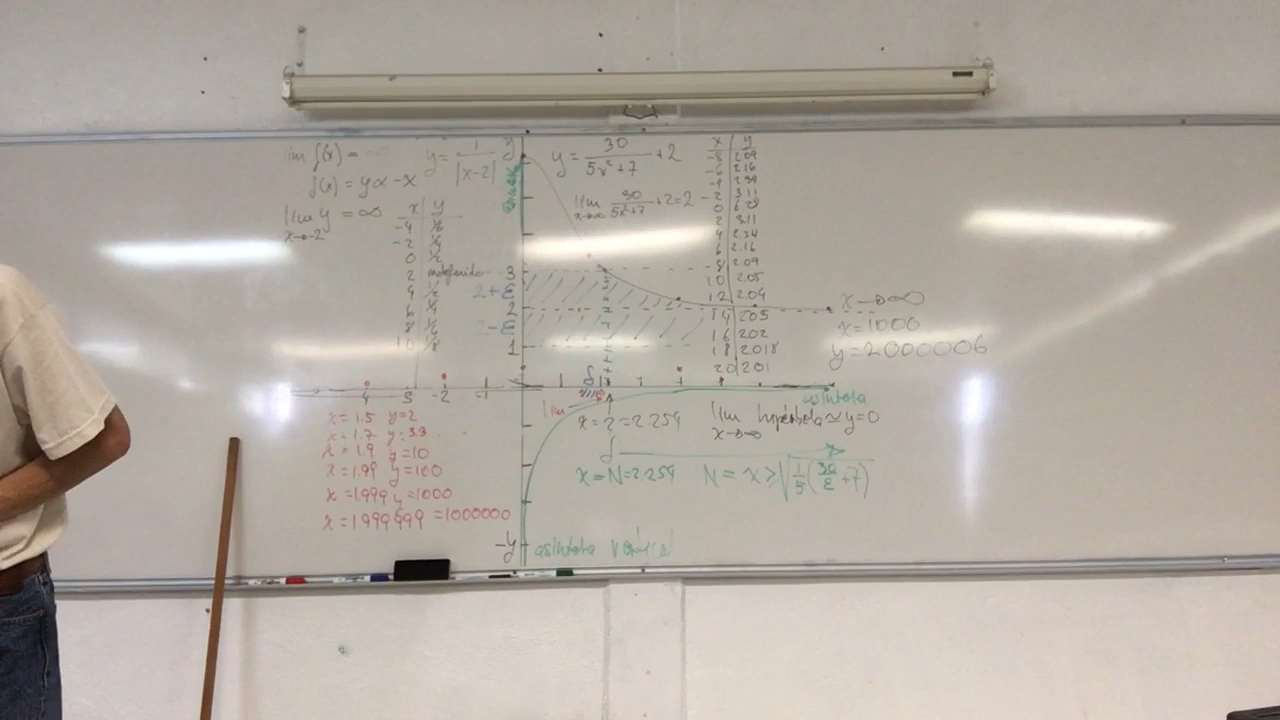 lim f(x) =
f(x) = y ∝ -x
lim y = ∞
x→-2
y = 1/|x-2|
x | y
-4 | 1/6
-2 | 1/4
0 | 1/2
2 | indefinido
4 | 1/2
6 | 1/4
8 | 1/6
10 | 1/8
y
y = 30/(5x²+7) + 2
lim 30/(5x²+7) + 2 = 2
x→∞
x | y
-8 | 2.09
-6 | 2.16
-4 | 2.34
-2 | 3.11
0 | 6.28
2 | 3.11
4 | 2.34
6 | 2.16
8 | 2.09
10 | 2.05
12 | 2.04
14 | 2.05
16 | 2.02
18 | 2.018
20 | 2.01
3
2+ε
2
2-ε
1
x→∞
x = 1000
y = 2.000006
-4 -3 -2 -1
δ
x = 1.5 y = 2
x = 1.7 y = 3.3
x = 1.9 y = 10
x = 1.99 y = 100
x = 1.999 y = 1000
x = 1.999999 = 1000000
lim
x = 2 = 2.259
asíntota
lim hipérbola ≈ y = 0
x→∞
x = N = 2.259
N = x ≥ √(1/5(30/ε + 7))
-y
asíntota vertical